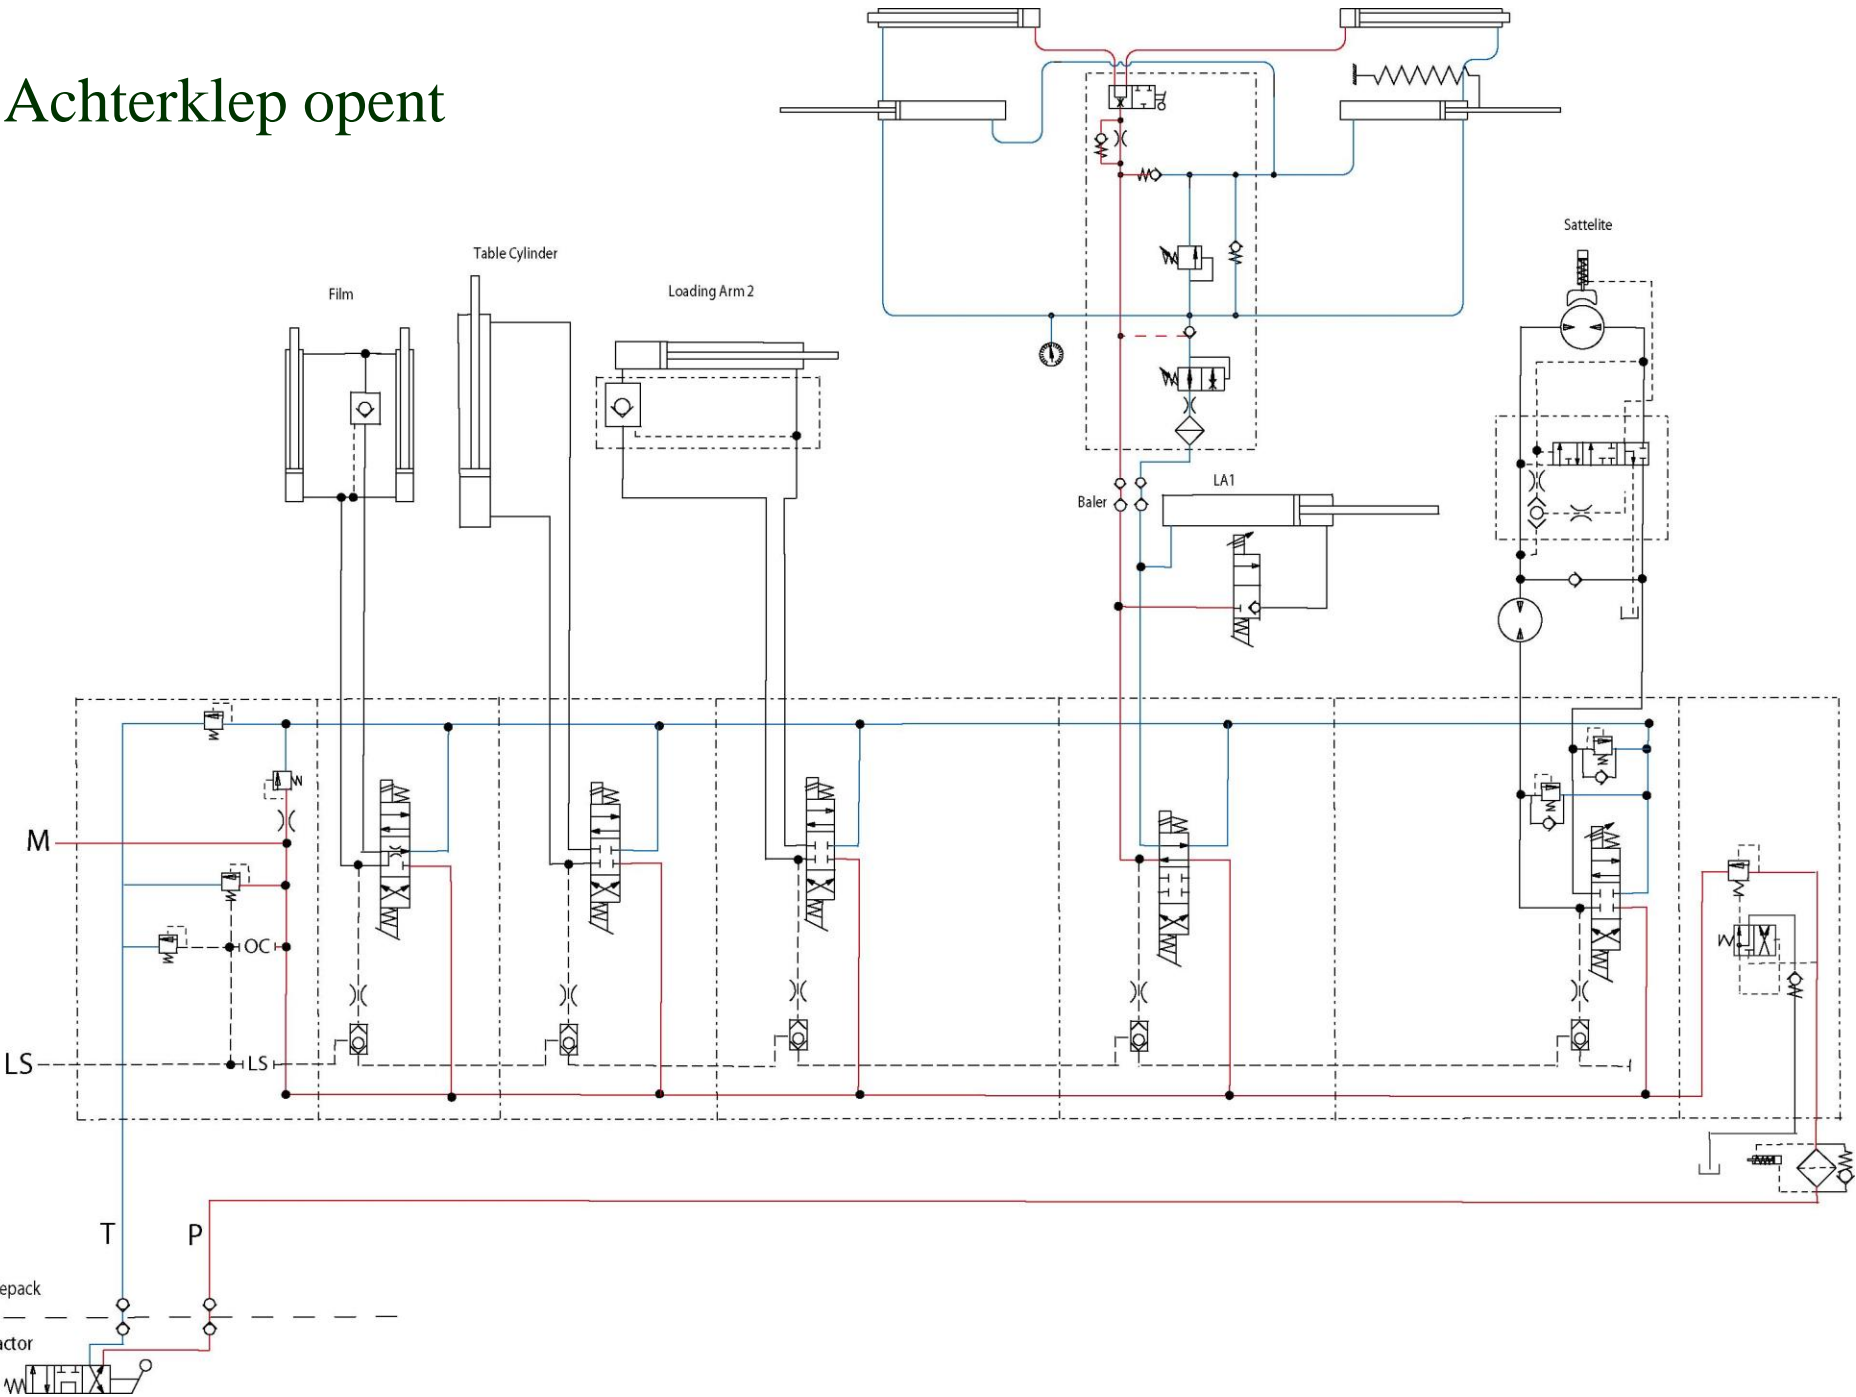 Achterklep opent
Sattelite
Table Cylinder
Film
Loading Arm 2
LA1
Baler
M
OC
LS
LS
T
P
epack
actor